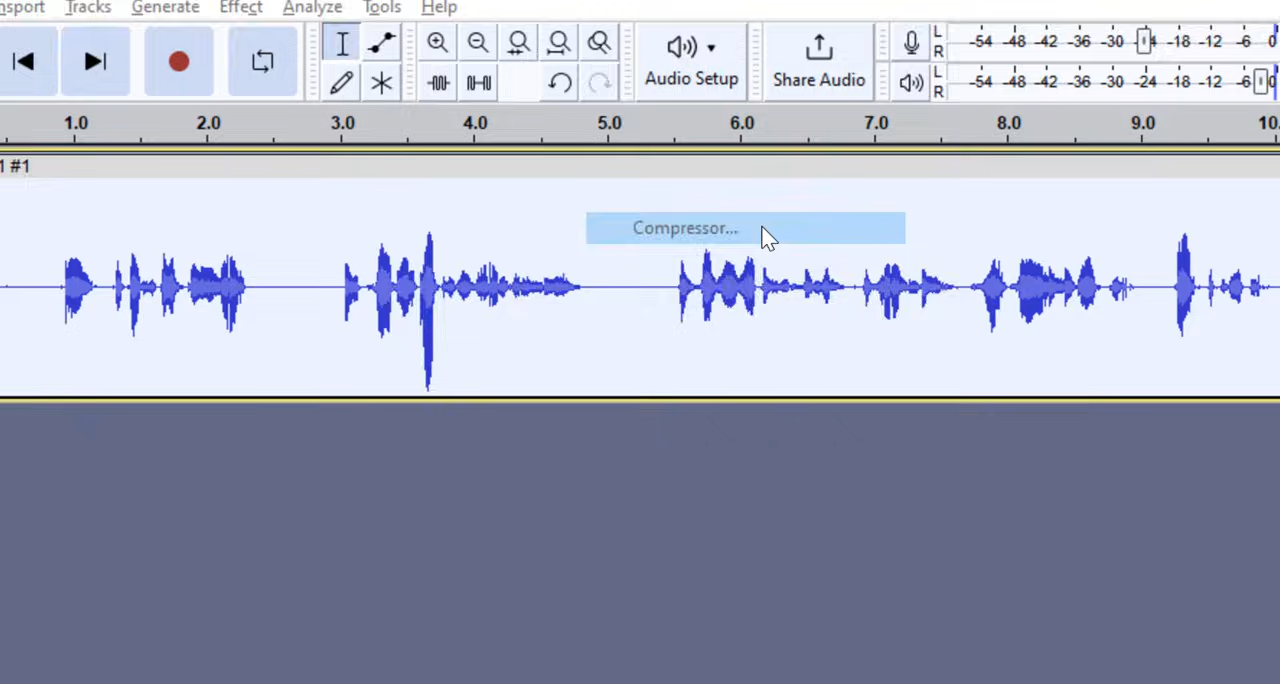 nsport Tracks Generate Effect Analyze Tools Help
L
R
-54 -48 -42 -36 -30 -18 -12 -6 0
Audio Setup
Share Audio
L
R
-54 -48 -42 -36 -30 -24 -18 -12 -6 0
1.0 2.0 3.0 4.0 5.0 6.0 7.0 8.0 9.0 10.
1 #1
Compressor...